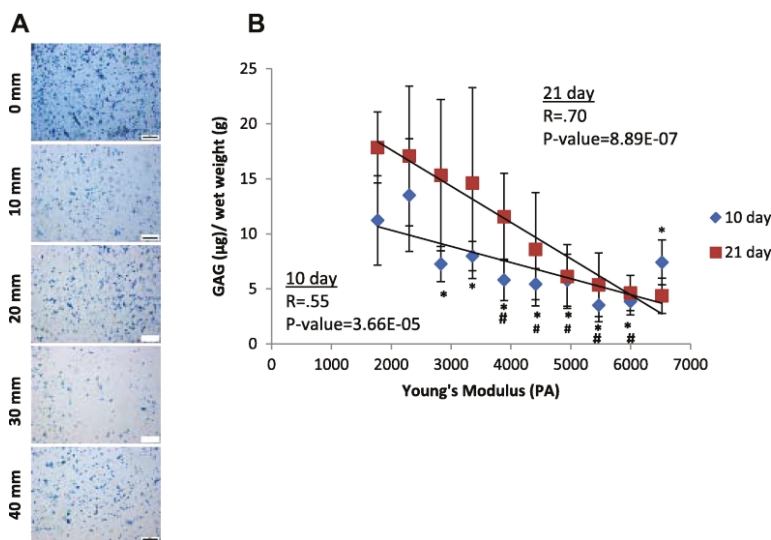 A
0 mm
10 mm
20 mm
30 mm
40 mm
B
GAG (µg)/ wet weight (g)
25
20
15
10
5
0
21 day
R=.70
P-value=8.89E-07
10 day
R=.55
P-value=3.66E-05
* * * * * * * *
# # # # #
0 1000 2000 3000 4000 5000 6000 7000
Young's Modulus (PA)
10 day
21 day